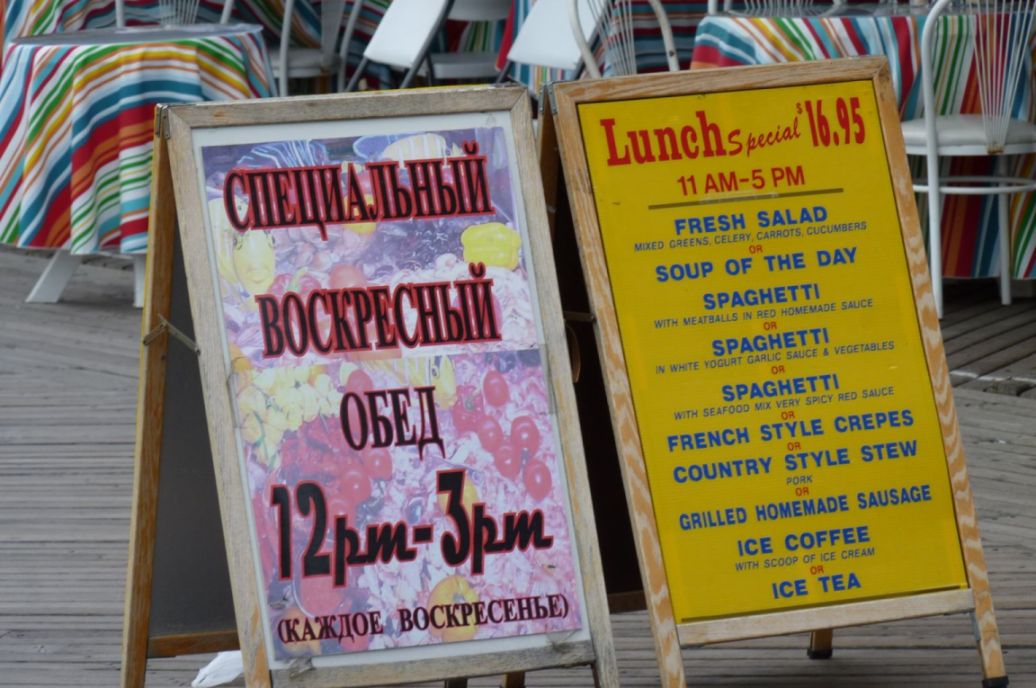 СПЕЦИАЛЬНЫЙ
ВОСКРЕСНЫЙ
ОБЕД
12pm-3pm
(КАЖДОЕ ВОСКРЕСЕНЬЕ)
Lunch Special $16.95
11 AM-5 PM
FRESH SALAD
MIXED GREENS, CELERY, CARROTS, CUCUMBERS
OR
SOUP OF THE DAY
SPAGHETTI
WITH MEATBALLS IN RED HOMEMADE SAUCE
OR
SPAGHETTI
IN WHITE YOGURT GARLIC SAUCE & VEGETABLES
OR
SPAGHETTI
WITH SEAFOOD MIX VERY SPICY RED SAUCE
OR
FRENCH STYLE CREPES
OR
COUNTRY STYLE STEW
PORK
OR
GRILLED HOMEMADE SAUSAGE
ICE COFFEE
WITH SCOOP OF ICE CREAM
OR
ICE TEA